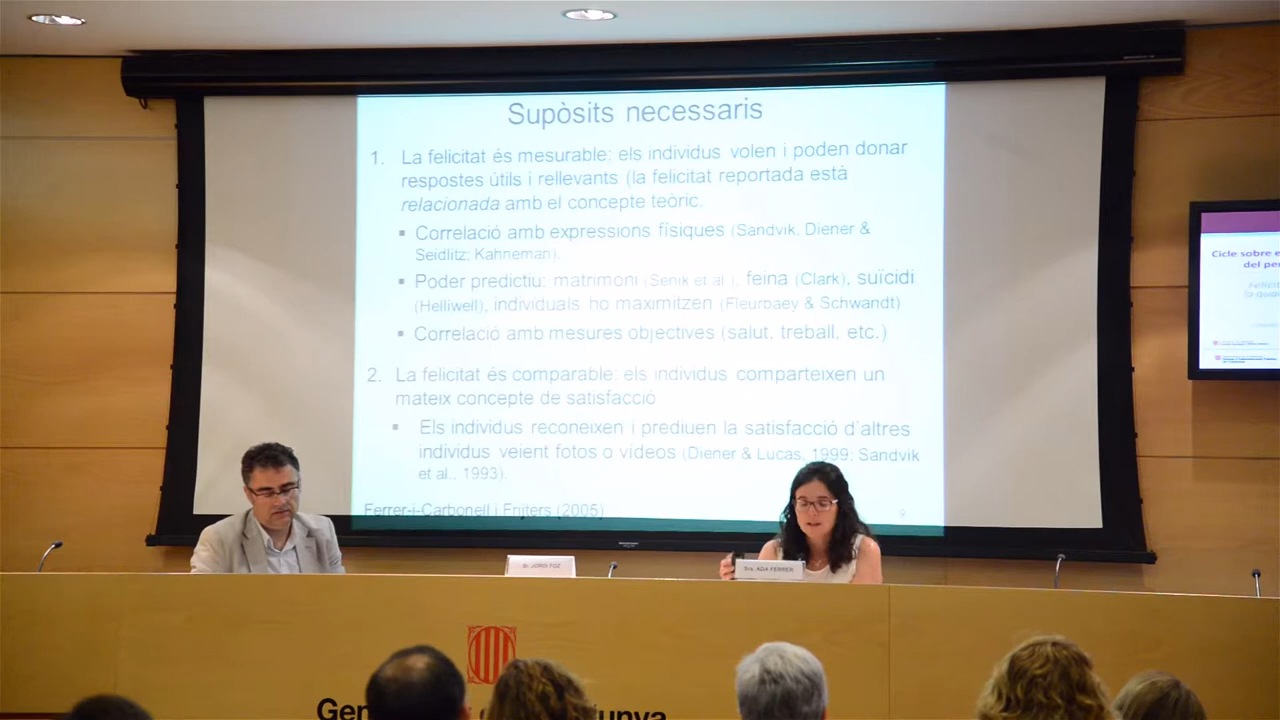 Supòsits necessaris
1. La felicitat és mesurable: els individus volen i poden donar
respostes útils i rellevants (la felicitat reportada està
relacionada amb el concepte teòric.
▪ Correlació amb expressions físiques (Sandvik, Diener &
Seidlitz; Kahneman).
▪ Poder predictiu: matrimoni (Senik et al.), feina (Clark), suïcidi
(Helliwell), individuals ho maximitzen (Fleurbaey & Schwandt)
▪ Correlació amb mesures objectives (salut, treball, etc.)
2. La felicitat és comparable: els individus comparteixen un
mateix concepte de satisfacció
▪ Els individus reconeixen i prediuen la satisfacció d'altres
individus veient fotos o vídeos (Diener & Lucas, 1999; Sandvik
et al., 1993).
Ferrer-i-Carbonell i Frijters (2005)
9
Cicle sobre e
del pe
Felicit
la qua
Sr. JORDI FOZ
Dra. ADA FERRER
Gen
unya